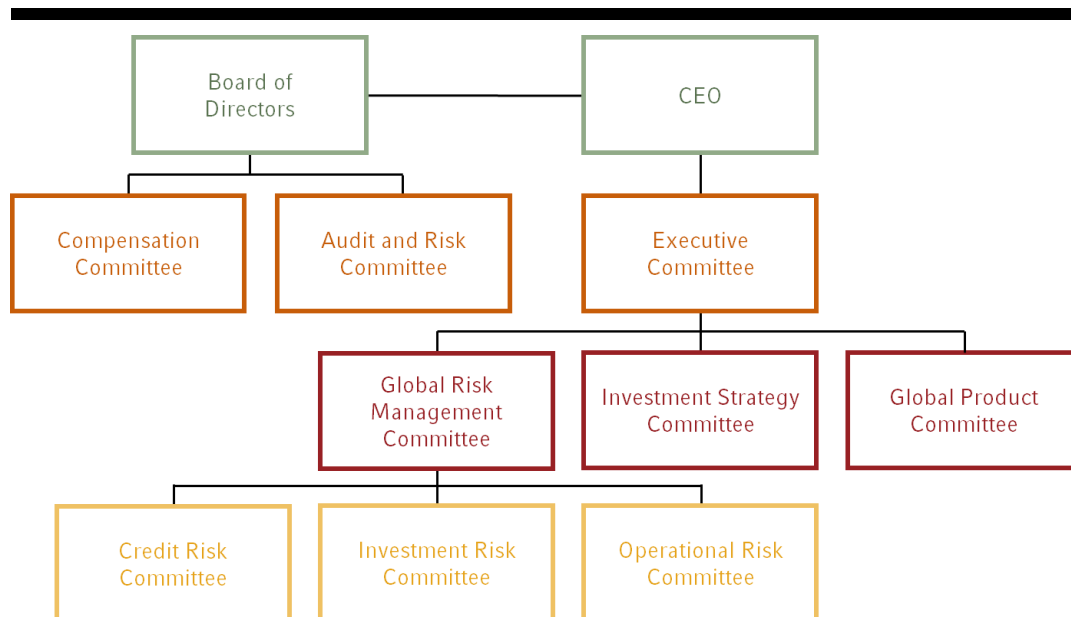 Board of
Directors
CEO
Compensation
Committee
Audit and Risk
Committee
Executive
Committee
Global Risk
Management
Committee
Investment Strategy
Committee
Global Product
Committee
Credit Risk
Committee
Investment Risk
Committee
Operational Risk
Committee